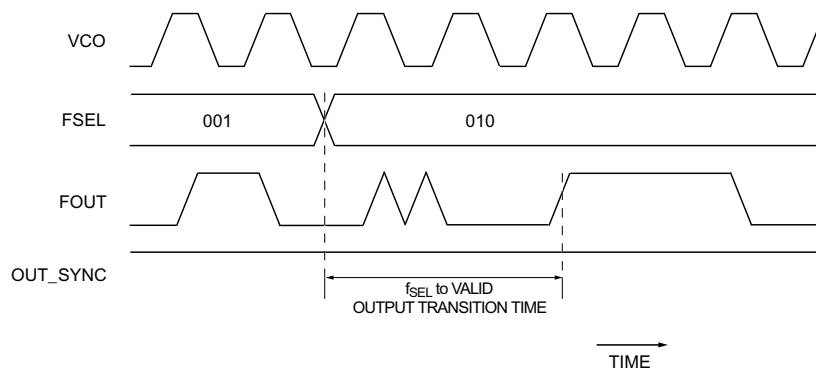 VCO
FSEL
001
010
FOUT
OUT_SYNC
fSEL to VALID
OUTPUT TRANSITION TIME
TIME